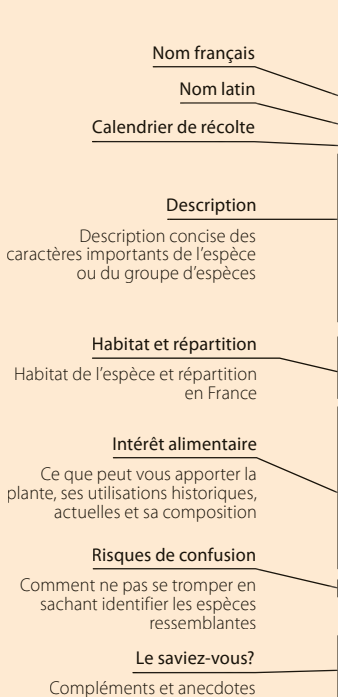 Nom français
Nom latin
Calendrier de récolte
Description
Description concise des
caractères importants de l’espèce
ou du groupe d’espèces
Habitat et répartition
Habitat de l’espèce et répartition
en France
Intérêt alimentaire
Ce que peut vous apporter la
plante, ses utilisations historiques,
actuelles et sa composition
Risques de confusion
Comment ne pas se tromper en
sachant identifier les espèces
ressemblantes
Le saviez-vous?
Compléments et anecdotes